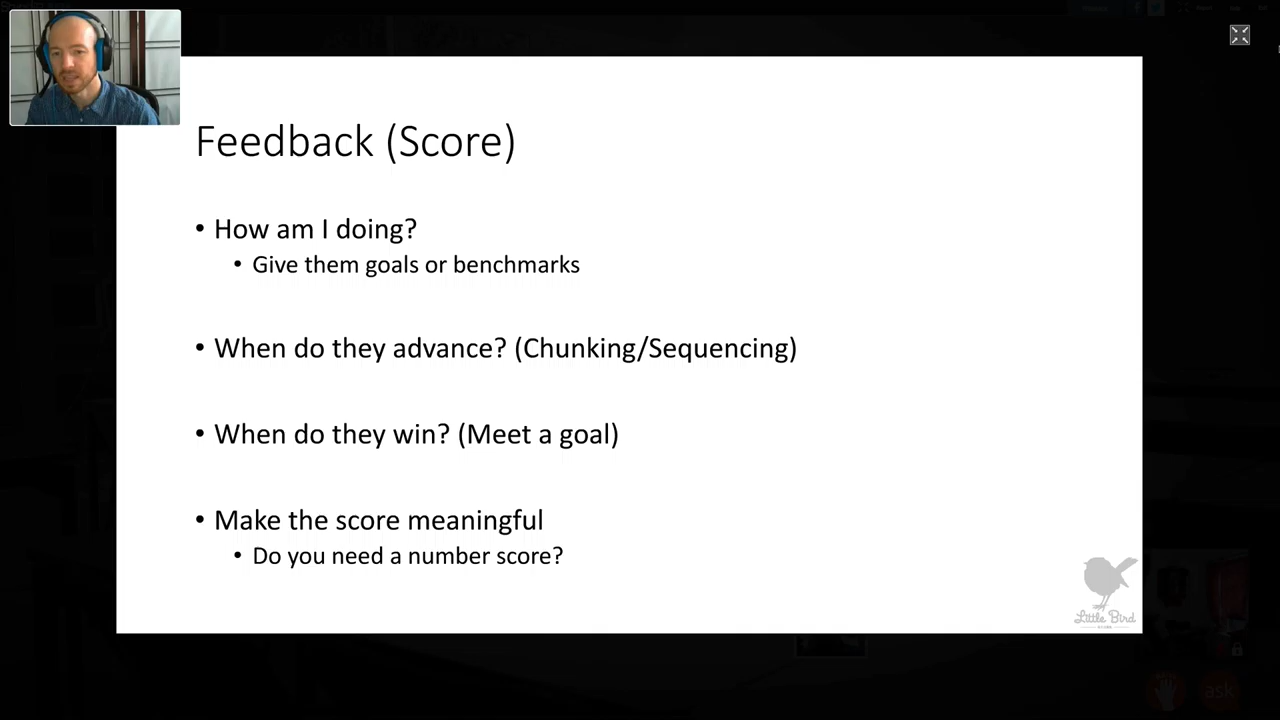 Feedback (Score)
• How am I doing?
• Give them goals or benchmarks
• When do they advance? (Chunking/Sequencing)
• When do they win? (Meet a goal)
• Make the score meaningful
• Do you need a number score?
Little Bird
ask